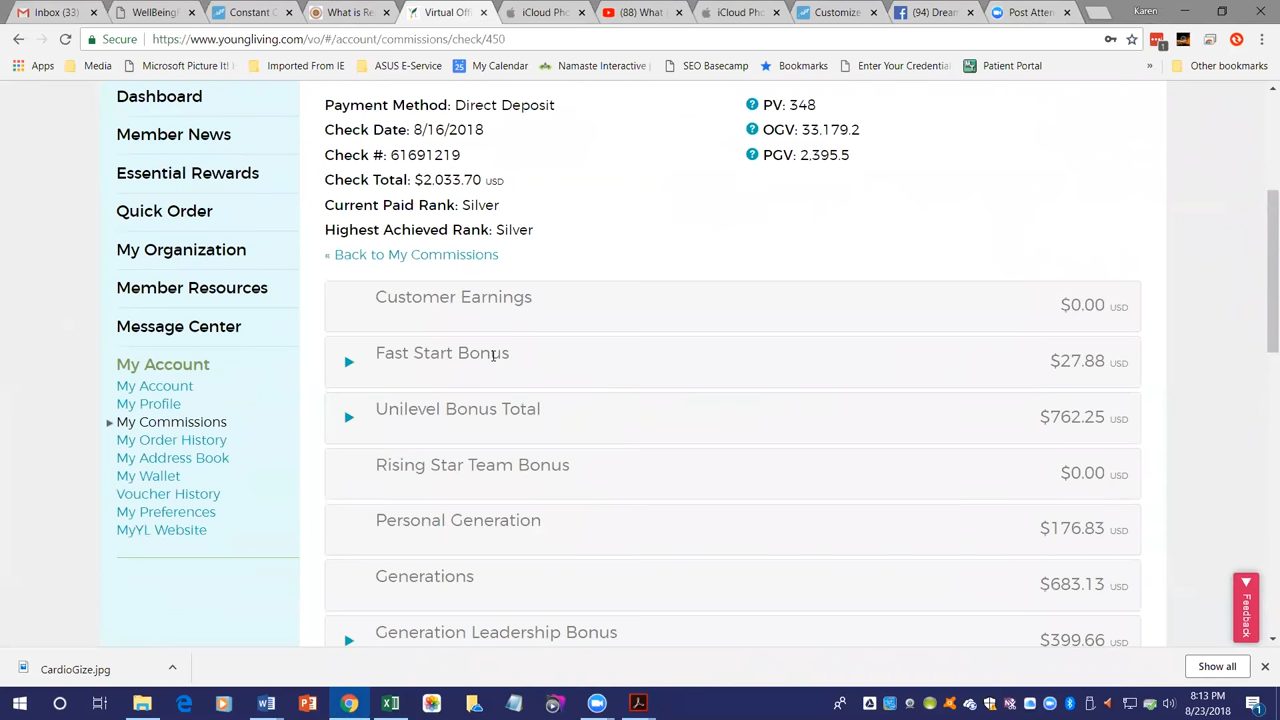 Inbox (33)
WellBeing
Constant C
What is Re
Virtual Offi
iCloud Pho
(88) What
iCloud Pho
Customize
(94) Dream
Post Atten
Karen
Secure
https://www.youngliving.com/vo/#/account/commissions/check/450
1
Apps
Media
Microsoft Picture It!
Imported From IE
ASUS E-Service
25
My Calendar
Namaste Interactive
SEO Basecamp
Bookmarks
Enter Your Credential
Patient Portal
»
Other bookmarks
Dashboard
Member News
Essential Rewards
Quick Order
My Organization
Member Resources
Message Center
My Account
My Account
My Profile
My Commissions
My Order History
My Address Book
My Wallet
Voucher History
My Preferences
MyYL Website
Payment Method: Direct Deposit
Check Date: 8/16/2018
Check #: 61691219
Check Total: $2,033.70 USD
Current Paid Rank: Silver
Highest Achieved Rank: Silver
« Back to My Commissions
? PV: 348
? OGV: 33,179.2
? PGV: 2,395.5
Customer Earnings $0.00 USD
Fast Start Bonus $27.88 USD
Unilevel Bonus Total $762.25 USD
Rising Star Team Bonus $0.00 USD
Personal Generation $176.83 USD
Generations $683.13 USD
Generation Leadership Bonus $399.66 USD
Feedback
CardioGize.jpg
Show all
8:13 PM
8/23/2018
1